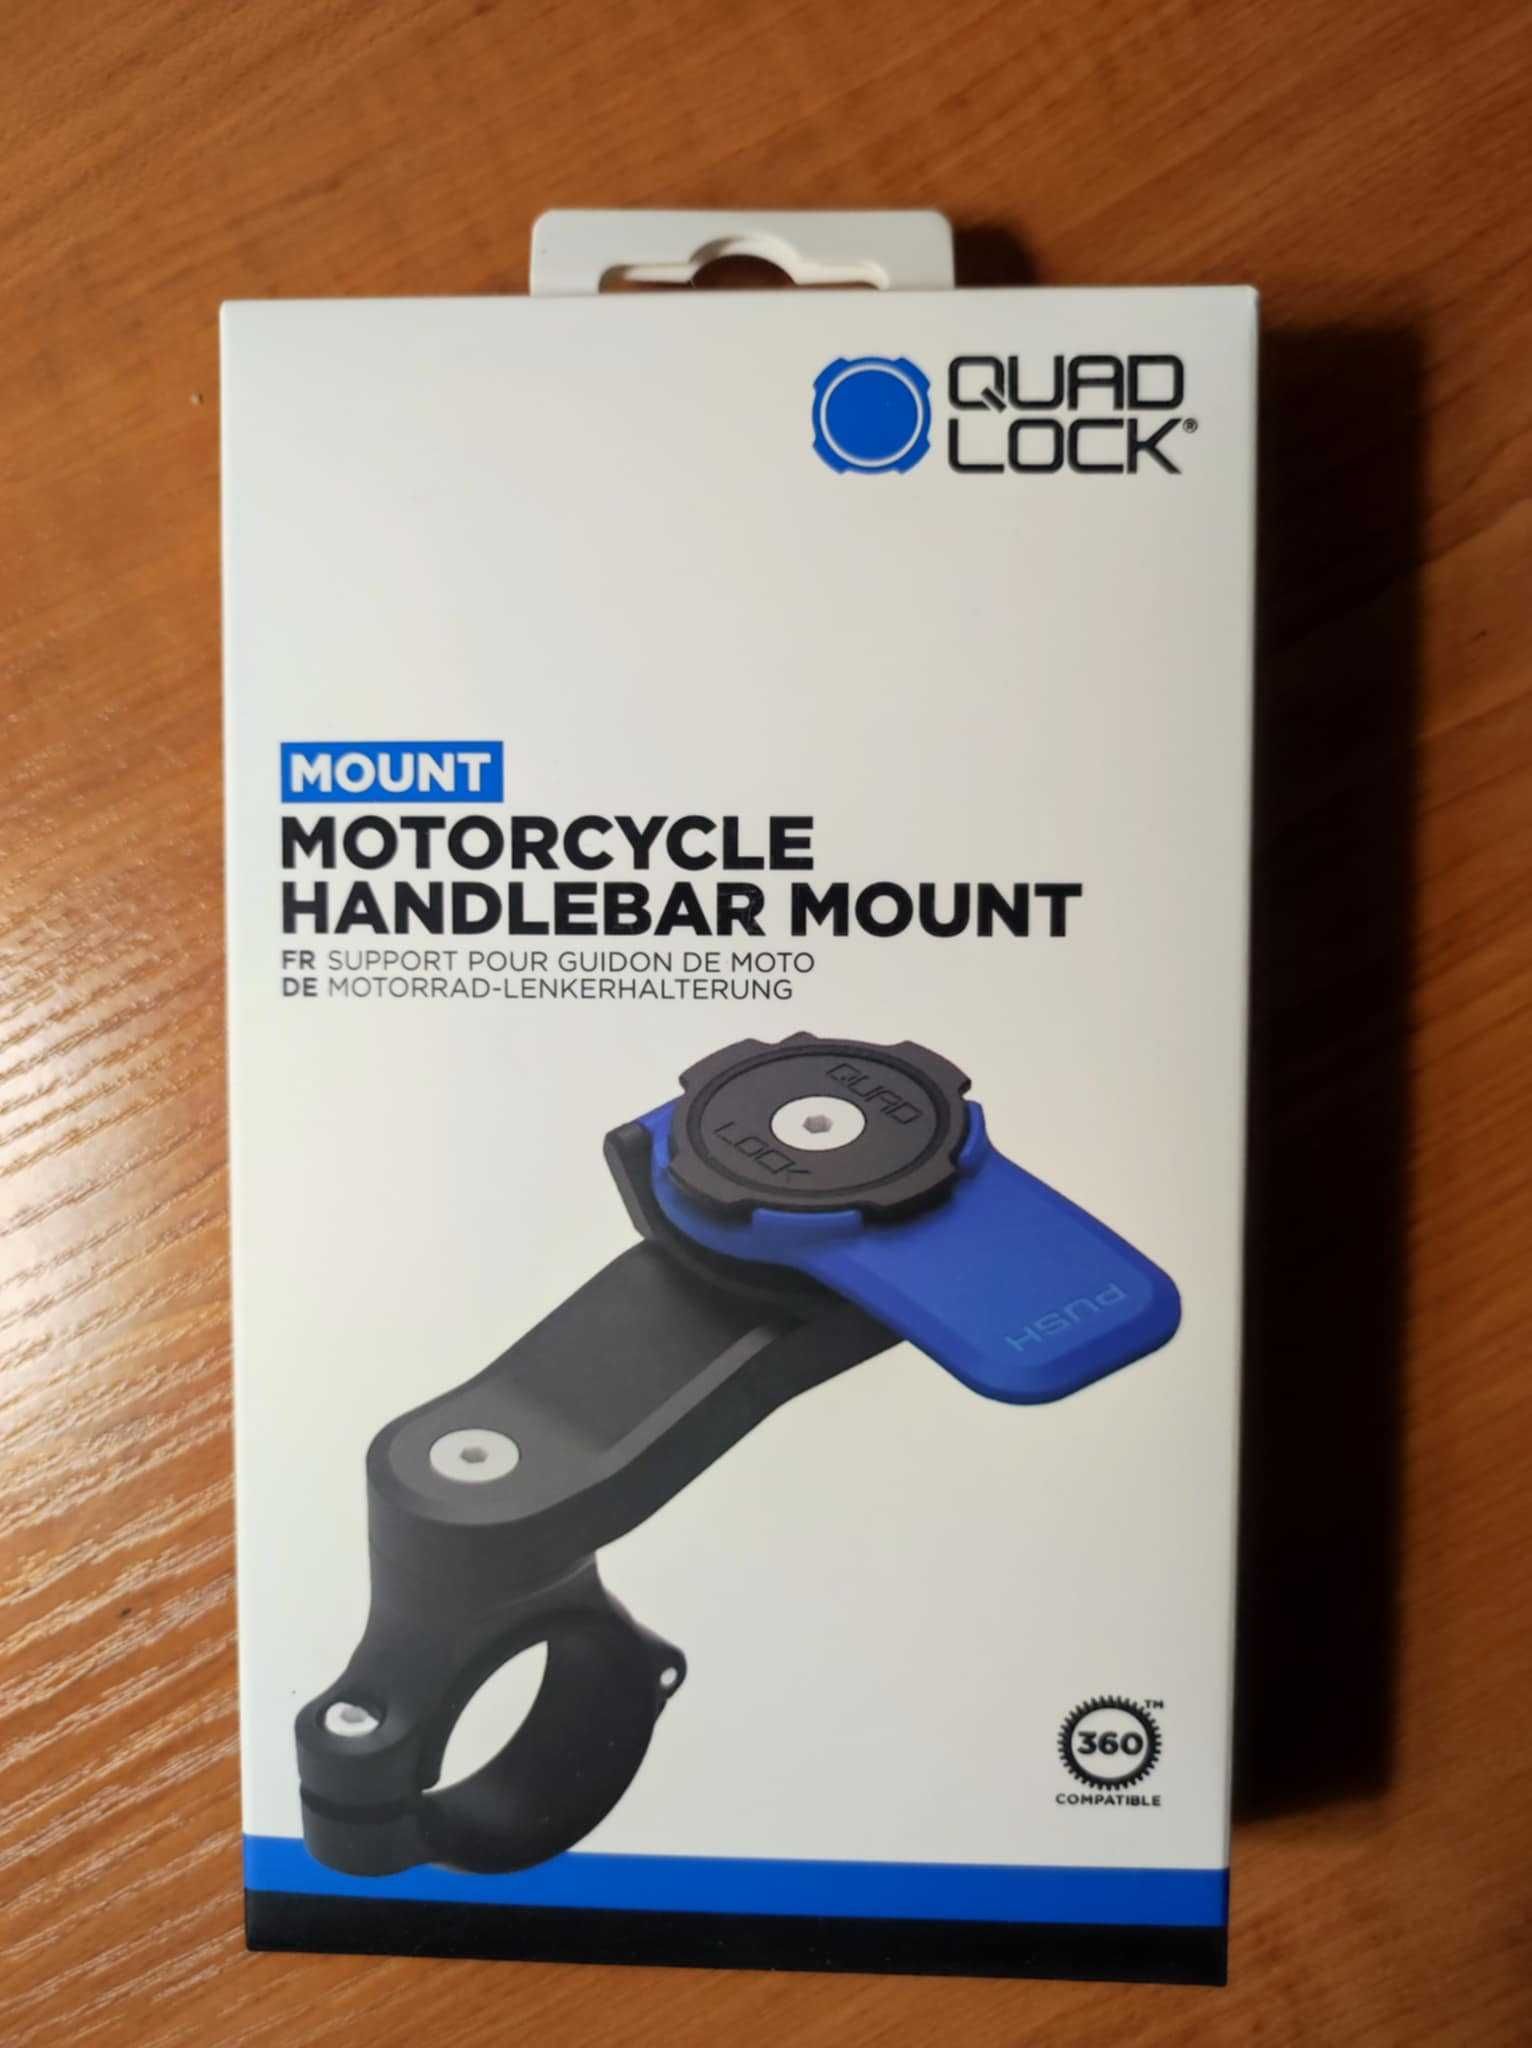 QUAD
LOCK®
MOUNT
MOTORCYCLE
HANDLEBAR MOUNT
FR SUPPORT POUR GUIDON DE MOTO
DE MOTORRAD-LENKERHALTERUNG
QUAD
LOCK
PUSH
360™
COMPATIBLE